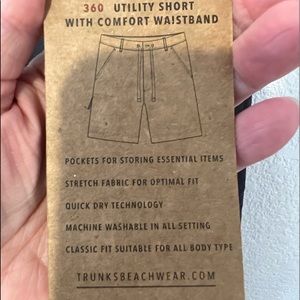 360 UTILITY SHORT
WITH COMFORT WAISTBAND
POCKETS FOR STORING ESSENTIAL ITEMS
STRETCH FABRIC FOR OPTIMAL FIT
QUICK DRY TECHNOLOGY
MACHINE WASHABLE IN ALL SETTING
CLASSIC FIT SUITABLE FOR ALL BODY TYPE
TRUNKSBEACHWEAR.COM